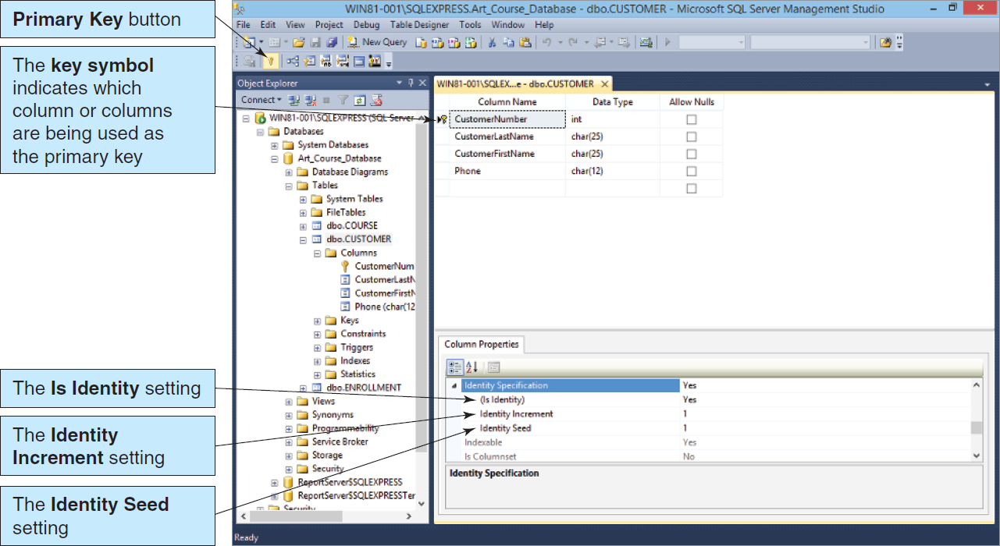 Primary Key button
The key symbol
indicates which
column or columns
are being used as
the primary key
The Is Identity setting
The Identity
Increment setting
The Identity Seed
setting
WIN81-001\SQLEXPRESS.Art_Course_Database - dbo.CUSTOMER - Microsoft SQL Server Management Studio
File Edit View Project Debug Table Designer Tools Window Help
New Query
Object Explorer
Connect
WIN81-001\SQLEXPRESS (SQL Server
Databases
System Databases
Art_Course_Database
Database Diagrams
Tables
System Tables
FileTables
dbo.COURSE
dbo.CUSTOMER
Columns
CustomerNum
CustomerLastN
CustomerFirstN
Phone (char(12
Keys
Constraints
Triggers
Indexes
Statistics
dbo.ENROLLMENT
Views
Synonyms
Programmability
Service Broker
Storage
Security
ReportServer$SQLEXPRESS
ReportServer$SQLEXPRESSTer
Security
WIN81-001\SQLEX...e - dbo.CUSTOMER
Column Name Data Type Allow Nulls
CustomerNumber int
CustomerLastName char(25)
CustomerFirstName char(25)
Phone char(12)
Column Properties
Identity Specification Yes
(Is Identity) Yes
Identity Increment 1
Identity Seed 1
Indexable Yes
Is Columnset No
Identity Specification
Ready